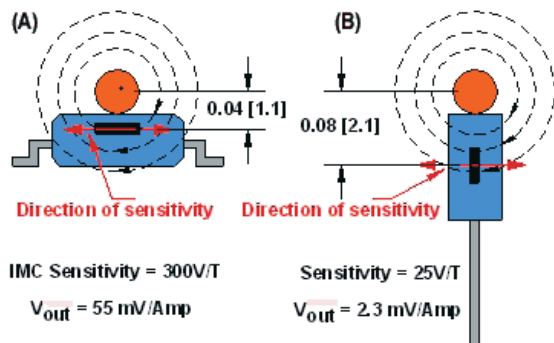 (A)
(B)
0.04 [1.1]
0.08 [2.1]
Direction of sensitivity
Direction of sensitivity
IMC Sensitivity = 300V/T
Sensitivity = 25V/T
Vout = 55 mV/Amp
Vout = 2.3 mV/Amp